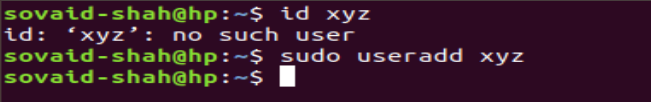 sovaid-shah@hp:~$ id xyz
id: ‘xyz’: no such user
sovaid-shah@hp:~$ sudo useradd xyz
sovaid-shah@hp:~$